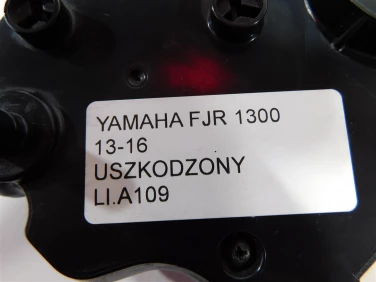 YAMAHA FJR 1300
13-16
USZKODZONY
LI.A109